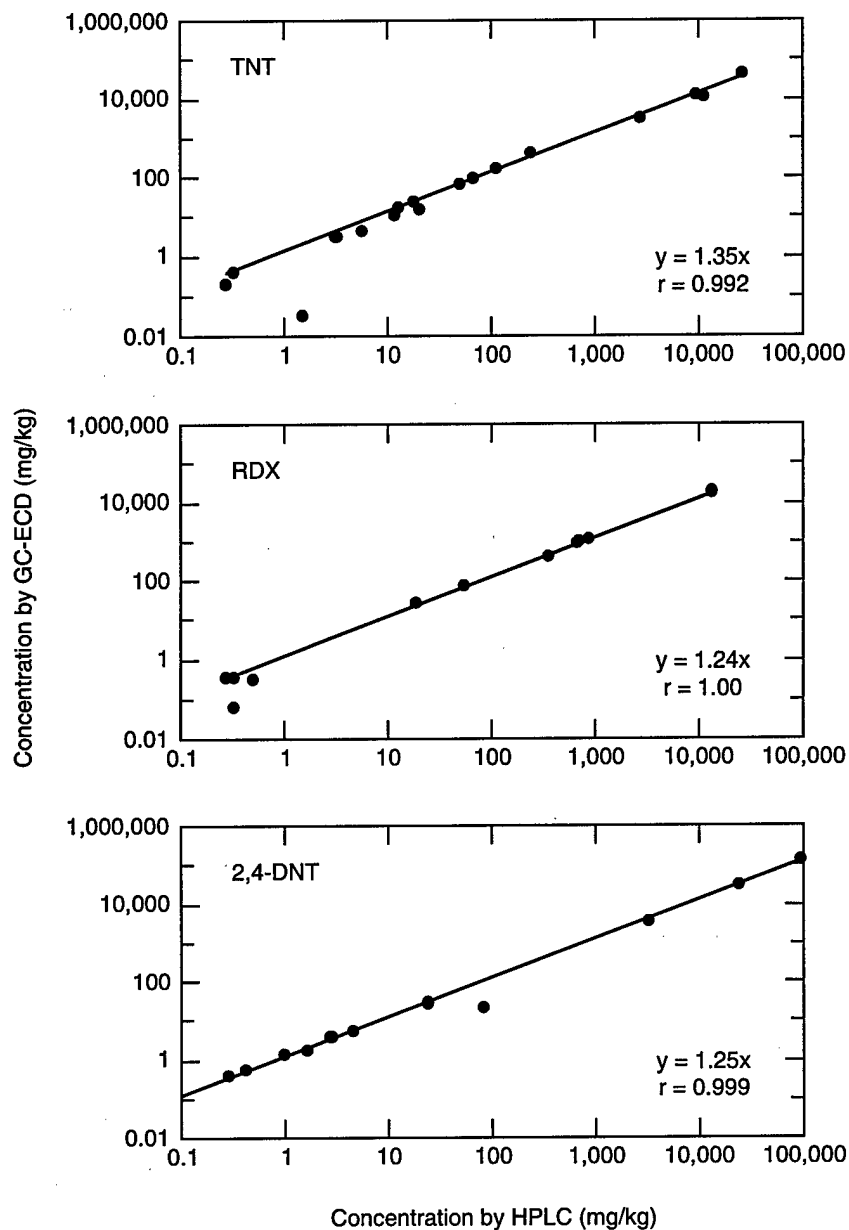 1,000,000
TNT
10,000
100
1
y = 1.35x
r = 0.992
0.01
0.1 1 10 100 1,000 10,000 100,000
Concentration by GC-ECD (mg/kg)
1,000,000
RDX
10,000
100
1
y = 1.24x
r = 1.00
0.01
0.1 1 10 100 1,000 10,000 100,000
1,000,000
2,4-DNT
10,000
100
1
y = 1.25x
r = 0.999
0.01
0.1 1 10 100 1,000 10,000 100,000
Concentration by HPLC (mg/kg)